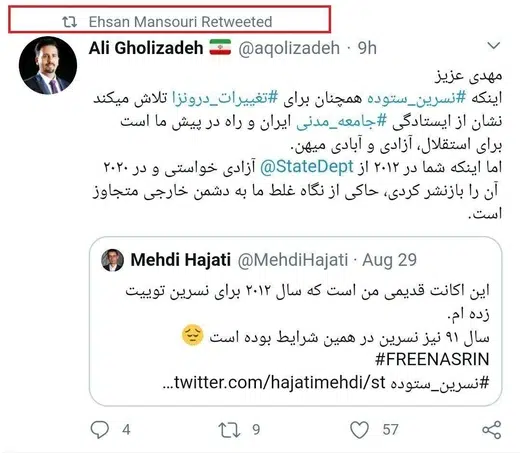 Ehsan Mansouri Retweeted
Ali Gholizadeh 🇮🇷 @aqolizadeh · 9h
مهدی عزیز
اینکه #نسرین_ستوده همچنان برای #تغییرات_درونزا تلاش میکند
نشان از ایستادگی #جامعه_مدنی ایران و راه در پیش ما است
برای استقلال، آزادی و آبادی میهن.
اما اینکه شما در ۲۰۱۲ از @StateDept آزادی خواستی و در ۲۰۲۰
آن را بازنشر کردی، حاکی از نگاه غلط ما به دشمن خارجی متجاوز
است.
Mehdi Hajati @MehdiHajati · Aug 29
این اکانت قدیمی من است که سال ۲۰۱۲ برای نسرین توییت
زده ام.
سال ۹۱ نیز نسرین در همین شرایط بوده است 😔
#FREENASRIN
#نسرین_ستوده twitter.com/hajatimehdi/st…
4 9 57